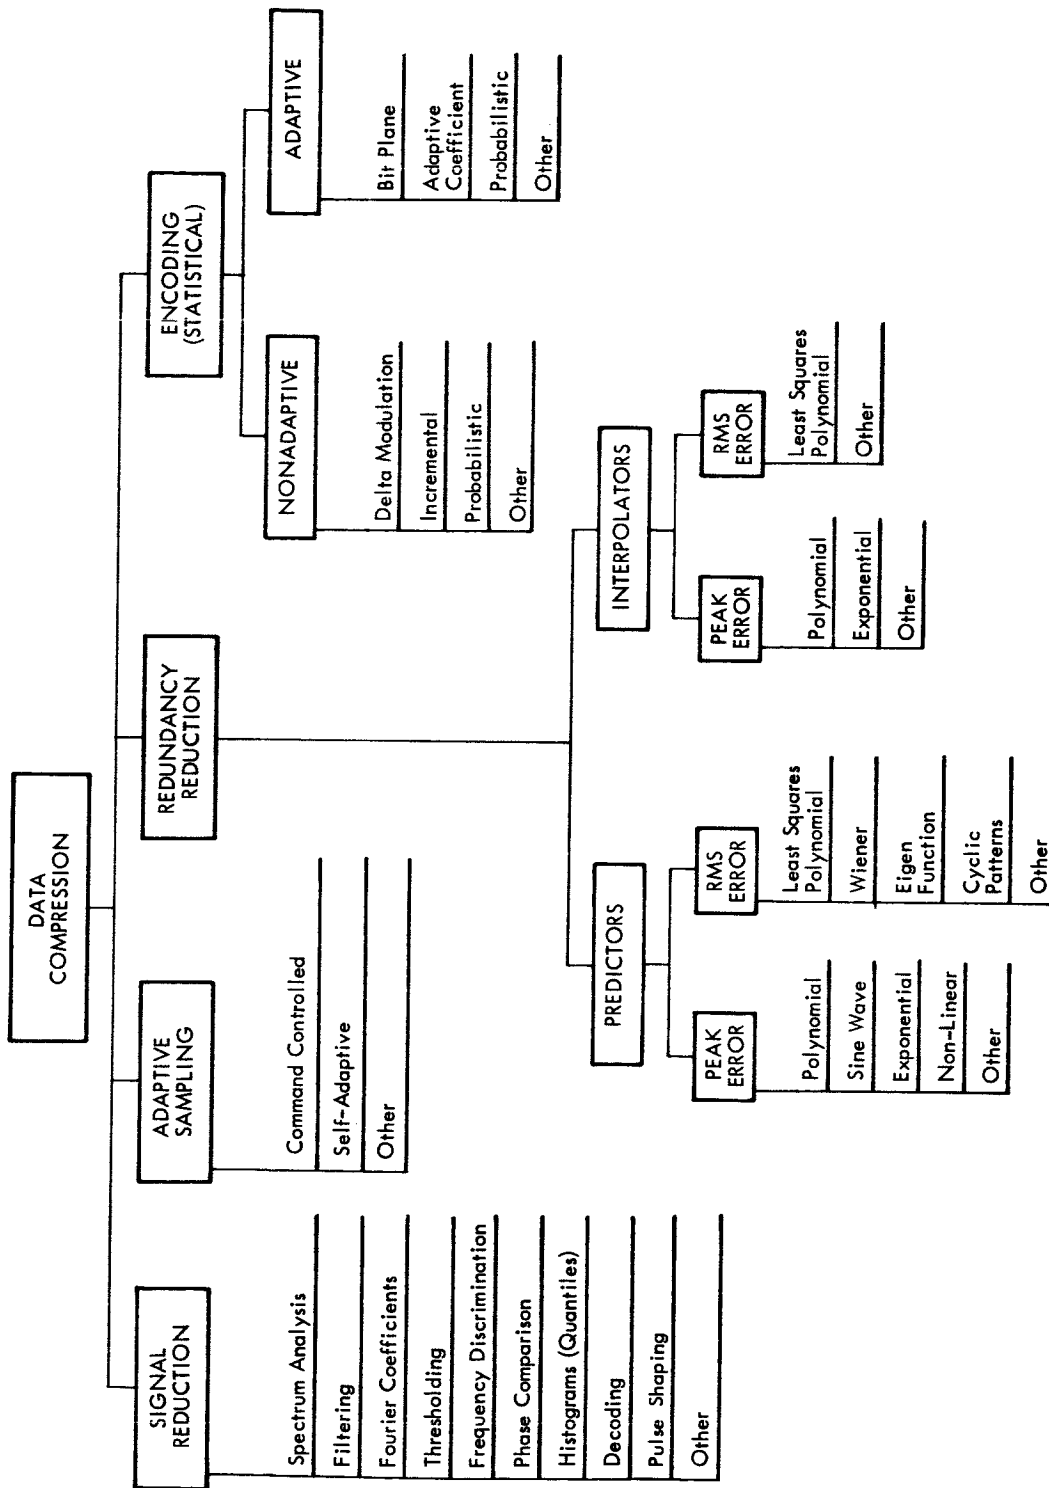 DATA
COMPRESSION
SIGNAL
REDUCTION
Spectrum Analysis
Filtering
Fourier Coefficients
Thresholding
Frequency Discrimination
Phase Comparison
Histograms (Quantiles)
Decoding
Pulse Shaping
Other
ADAPTIVE
SAMPLING
Command Controlled
Self-Adaptive
Other
REDUNDANCY
REDUCTION
PREDICTORS
PEAK
ERROR
Polynomial
Sine Wave
Exponential
Non-Linear
Other
RMS
ERROR
Least Squares
Polynomial
Wiener
Eigen
Function
Cyclic
Patterns
Other
INTERPOLATORS
PEAK
ERROR
Polynomial
Exponential
Other
RMS
ERROR
Least Squares
Polynomial
Other
ENCODING
(STATISTICAL)
NONADAPTIVE
Delta Modulation
Incremental
Probabilistic
Other
ADAPTIVE
Bit Plane
Adaptive
Coefficient
Probabilistic
Other